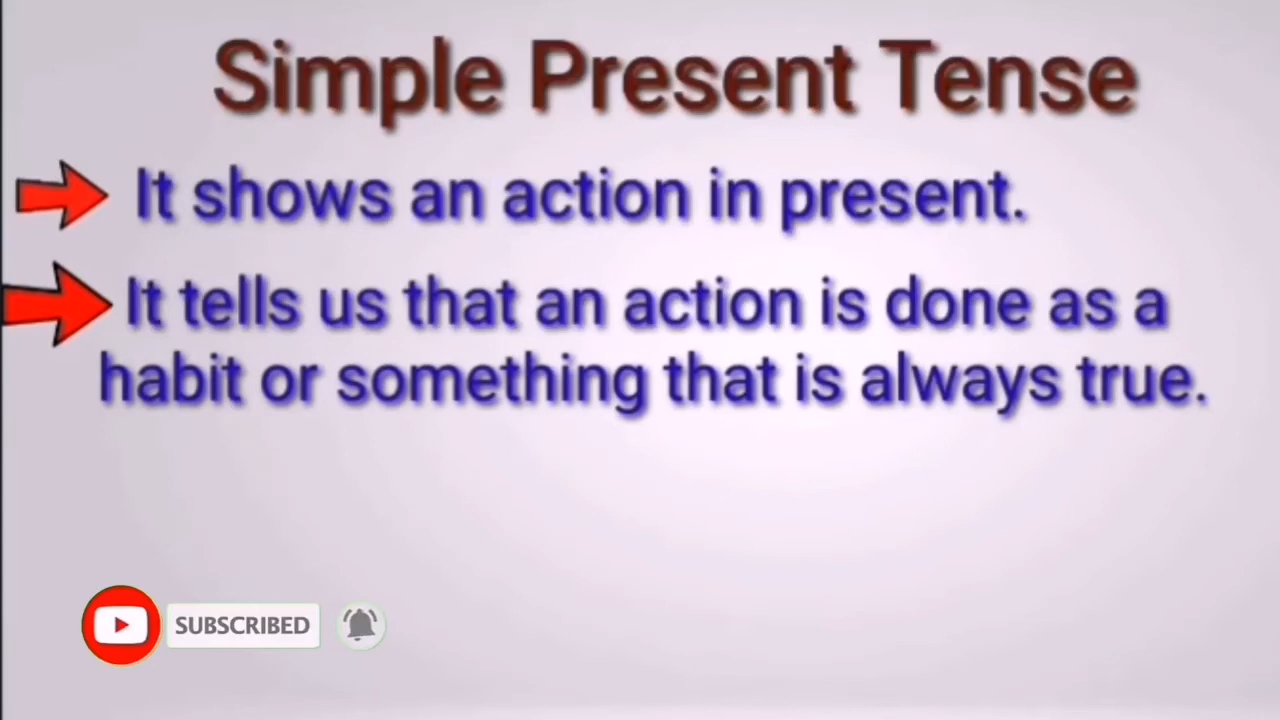 Simple Present Tense
It shows an action in present.
It tells us that an action is done as a
habit or something that is always true.
SUBSCRIBED